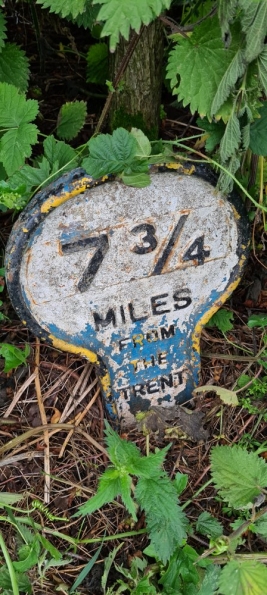 7 3/4
MILES
FROM
THE
TRENT